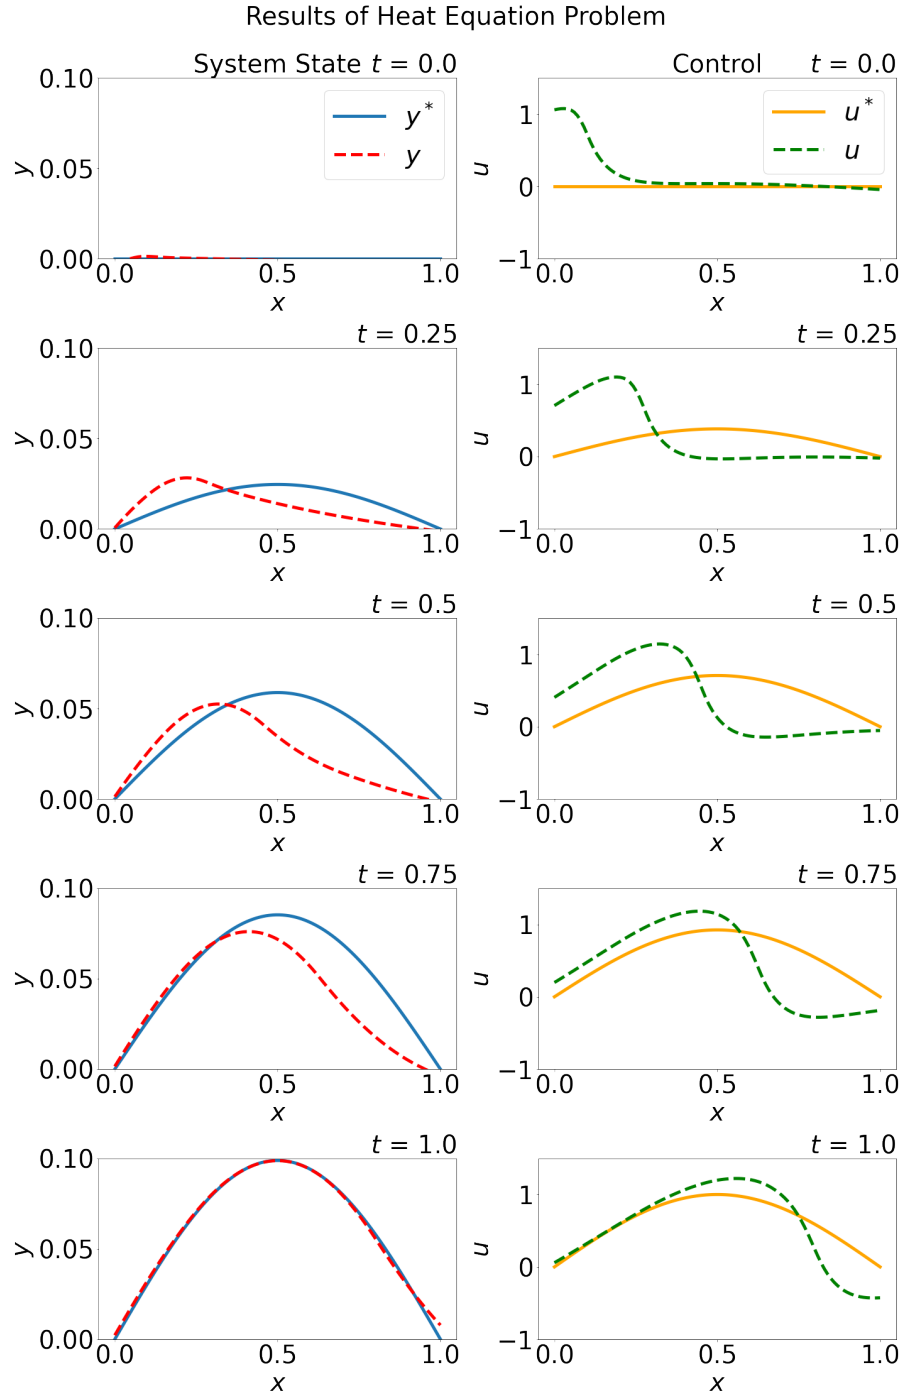 Results of Heat Equation Problem
System State t = 0.0
0.10
0.05
0.00
y
0.0 0.5 1.0
x
y*
y
Control t = 0.0
1
0
−1
u
0.0 0.5 1.0
x
u*
u
t = 0.25
0.10
0.05
0.00
y
0.0 0.5 1.0
x
t = 0.25
1
0
−1
u
0.0 0.5 1.0
x
t = 0.5
0.10
0.05
0.00
y
0.0 0.5 1.0
x
t = 0.5
1
0
−1
u
0.0 0.5 1.0
x
t = 0.75
0.10
0.05
0.00
y
0.0 0.5 1.0
x
t = 0.75
1
0
−1
u
0.0 0.5 1.0
x
t = 1.0
0.10
0.05
0.00
y
0.0 0.5 1.0
x
t = 1.0
1
0
−1
u
0.0 0.5 1.0
x